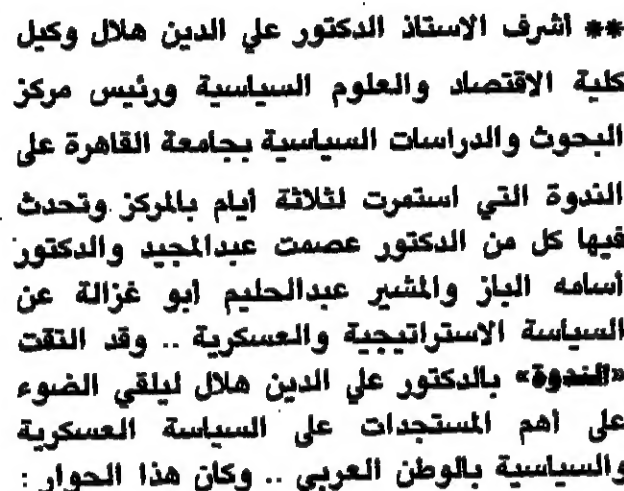 ** أشرف الاستاذ الدكتور علي الدين هلال وكيل
كلية الاقتصاد والعلوم السياسية ورئيس مركز
البحوث والدراسات السياسية بجامعة القاهرة على
الندوة التي استمرت لثلاثة أيام بالمركز وتحدث
فيها كل من الدكتور عصمت عبدالمجيد والدكتور
أسامه الباز والمشير عبدالحليم أبو غزالة عن
السياسة الاستراتيجية والعسكرية .. وقد التقت
«الندوة» بالدكتور علي الدين هلال ليلقي الضوء
على أهم المستجدات على السياسة العسكرية
والسياسية بالوطن العربي .. وكان هذا الحوار :